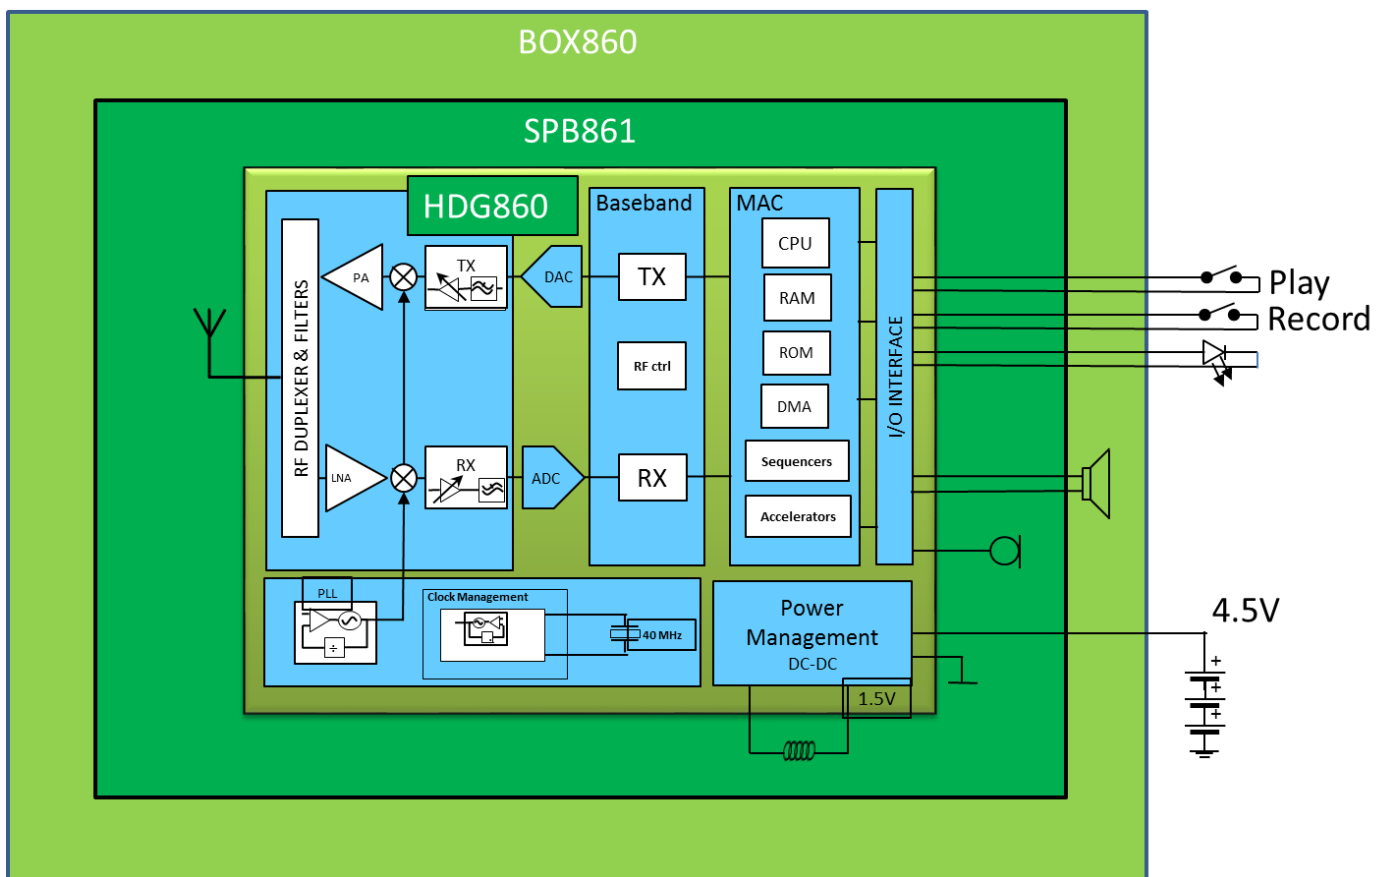 BOX860
SPB861
HDG860
Baseband
MAC
CPU
PA
TX
DAC
TX
RAM
Play
Record
RF DUPLEXER & FILTERS
ROM
RF ctrl
I/O INTERFACE
DMA
LNA
RX
ADC
RX
Sequencers
Accelerators
PLL
÷
Clock Management
40 MHz
Power
Management
DC-DC
1.5V
4.5V
+
+
+